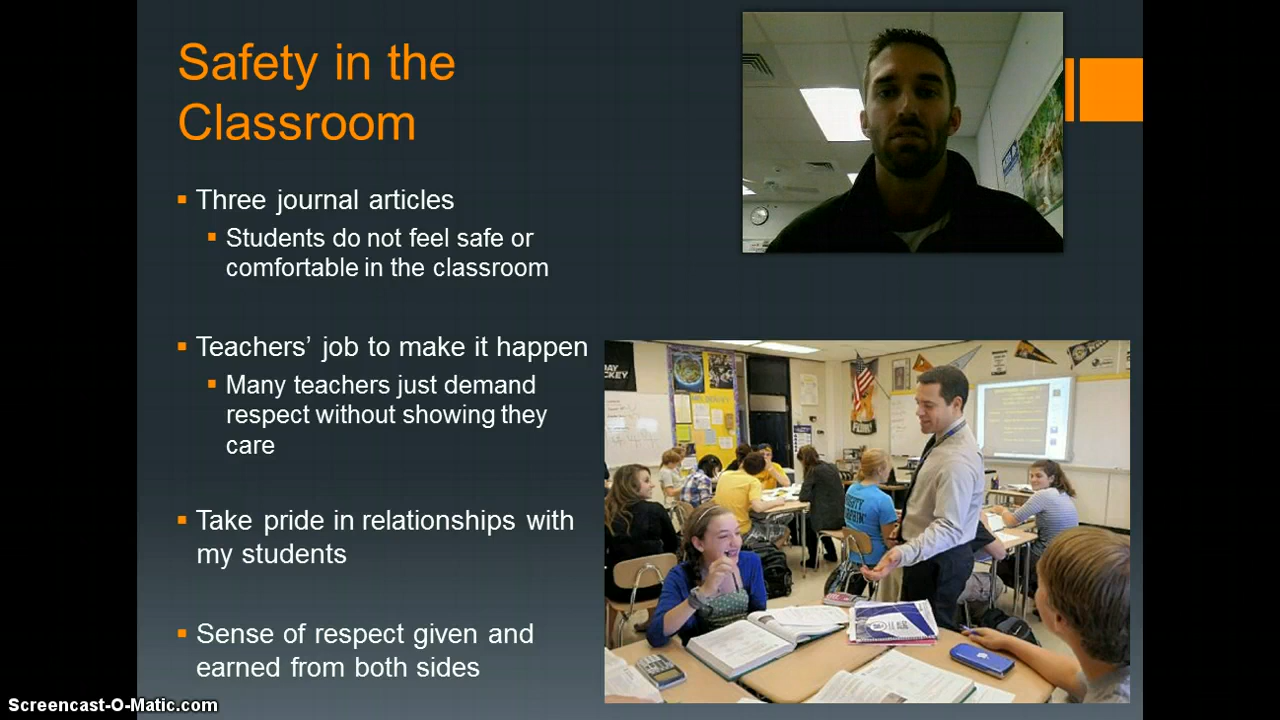 Safety in the
Classroom
Three journal articles
Students do not feel safe or
comfortable in the classroom
Teachers’ job to make it happen
Many teachers just demand
respect without showing they
care
Take pride in relationships with
my students
Sense of respect given and
earned from both sides
Screencast-O-Matic.com